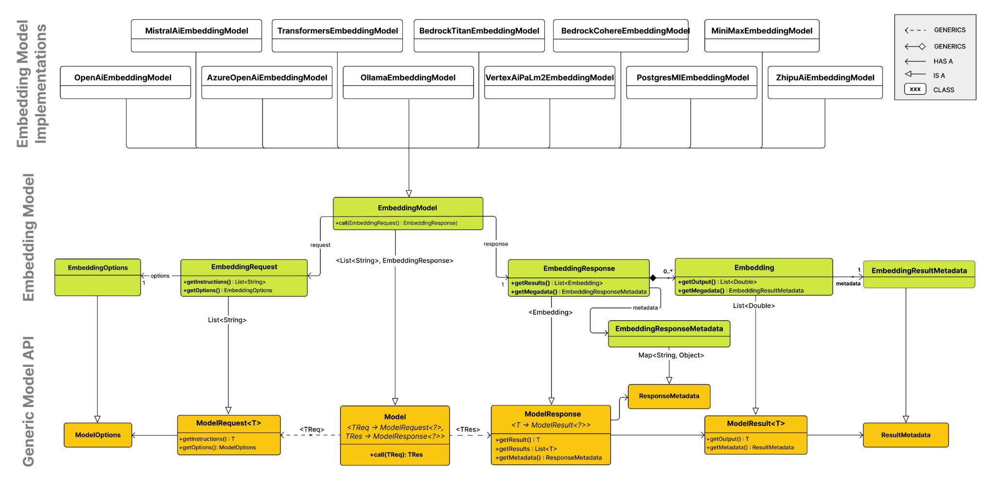 Embedding Model
Implementations
MistralAiEmbeddingModel
TransformersEmbeddingModel
BedrockTitanEmbeddingModel
BedrockCohereEmbeddingModel
MiniMaxEmbeddingModel
OpenAiEmbeddingModel
AzureOpenAiEmbeddingModel
OllamaEmbeddingModel
VertexAiPaLm2EmbeddingModel
PostgresMlEmbeddingModel
ZhipuAiEmbeddingModel
GENERICS
GENERICS
HAS A
IS A
xxx CLASS
Embedding Model
EmbeddingModel
+call(EmbeddingRequest) : EmbeddingResponse)
request
response
<List<String>, EmbeddingResponse>
EmbeddingOptions
1
options
EmbeddingRequest
+getInstructions() : List<String>
+getOptions() : EmbeddingOptions
List<String>
1
EmbeddingResponse
+getResults() : List<Embedding>
+getMegadata() : EmbeddingResponseMetadata
0..*
Embedding
+getOutput() : List<Double>
+getMegadata() : EmbeddingResultMetadata
1
metadata
EmbeddingResultMetadata
<Embedding>
metadata
List<Double>
EmbeddingResponseMetadata
Map<String, Object>
Generic Model API
ModelOptions
ModelRequest<T>
+getInstructions() : T
+getOptions(): ModelOptions
<TReq>
Model
<TReq → ModelRequest<?>,
TRes → ModelResponse<?>>
+call(TReq): TRes
<TRes>
ModelResponse
<T → ModelResult<?>>
+getResult() : T
+getResults : List<T>
+getMetadata() : ResponseMetadata
ResponseMetadata
ModelResult<T>
+getOutput() : T
+getMetadata() : ResultMetadata
ResultMetadata